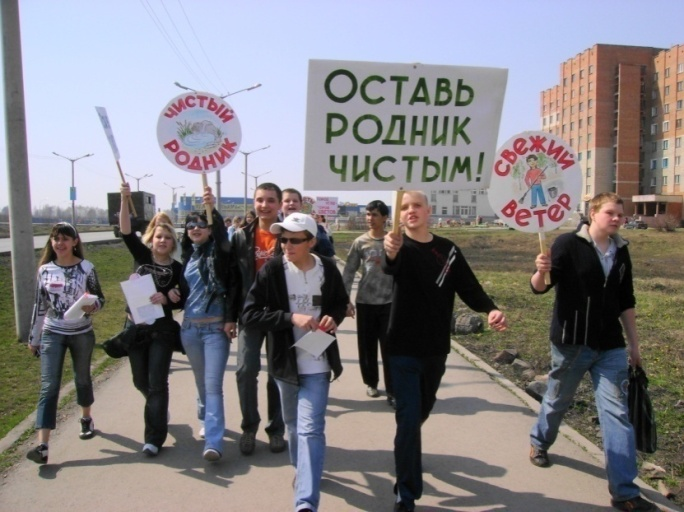 ЧИСТЫЙ
РОДНИК
ОСТАВЬ
РОДНИК
ЧИСТЫМ!
СВЕЖИЙ
ВЕТЕР